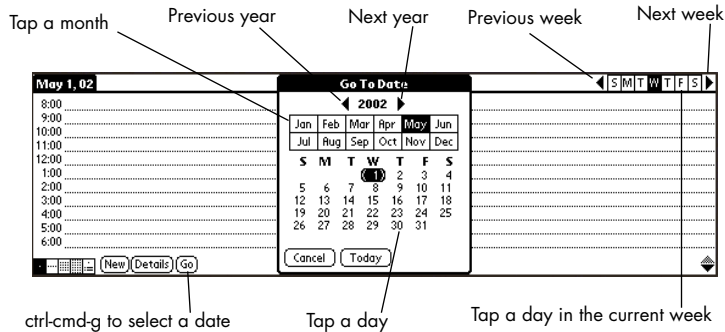 Tap a month
Previous year
Next year
Previous week
Next week
May 1, 02
Go To Date
S M T W T F S
2002
8:00
9:00
10:00
11:00
12:00
1:00
2:00
3:00
4:00
5:00
6:00
Jan Feb Mar Apr May Jun
Jul Aug Sep Oct Nov Dec
S M T W T F S
1 2 3 4
5 6 7 8 9 10 11
12 13 14 15 16 17 18
19 20 21 22 23 24 25
26 27 28 29 30 31
Cancel Today
New Details Go
ctrl-cmd-g to select a date
Tap a day
Tap a day in the current week